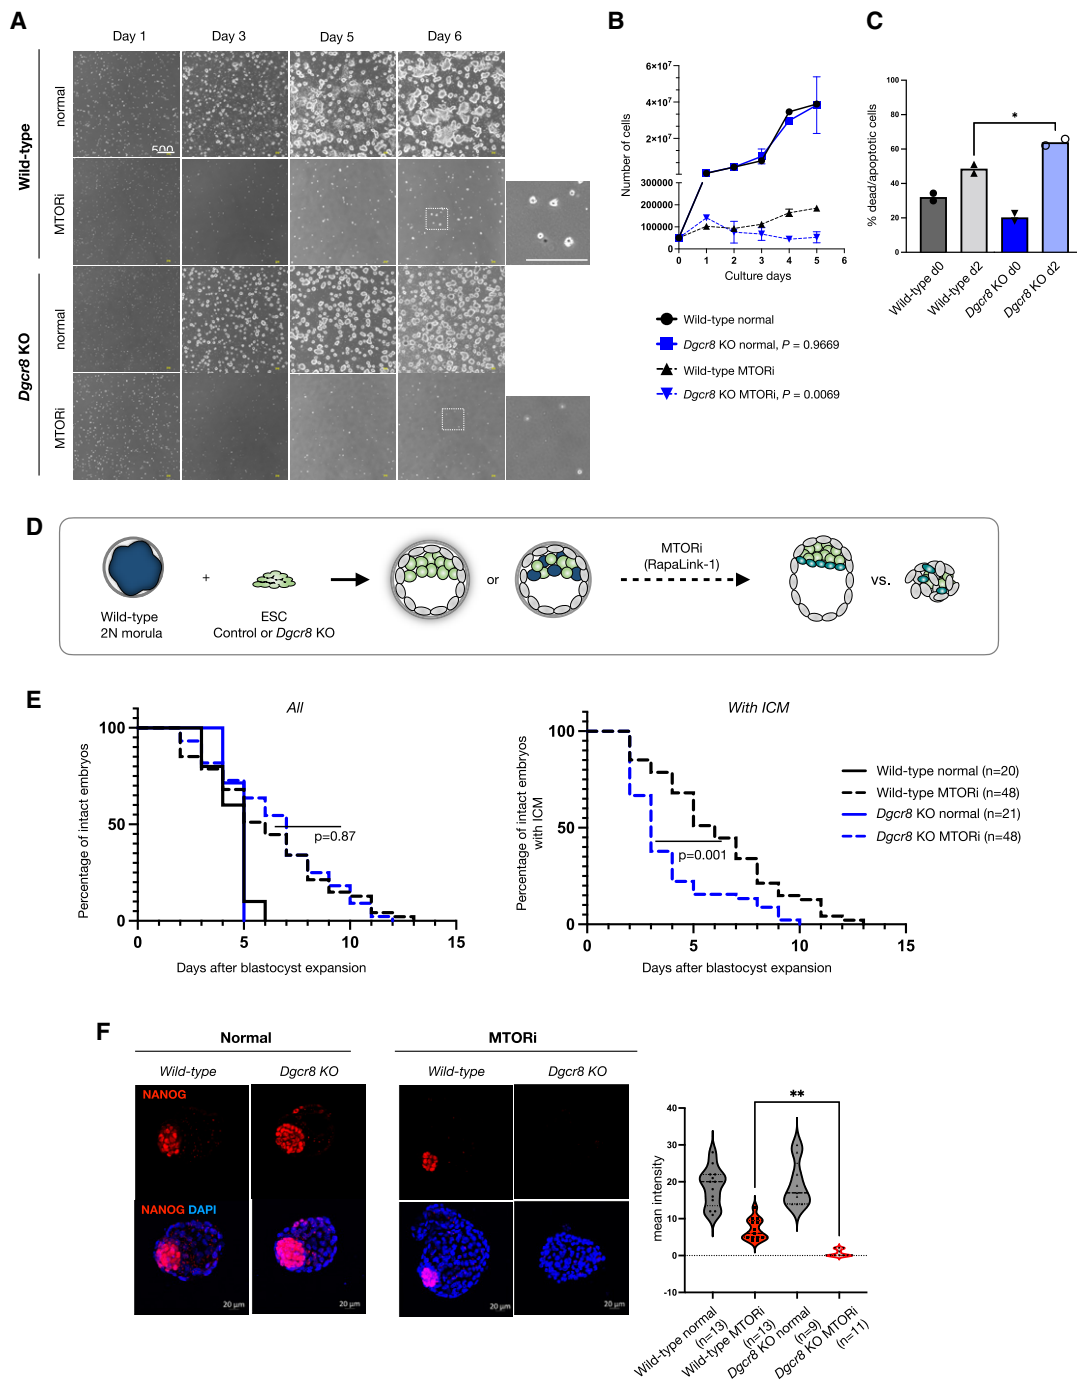 A
Day 1
Day 3
Day 5
Day 6
Wild-type
normal
500
MTORi
Dgcr8 KO
normal
MTORi
B
Number of cells
6×10⁷
4×10⁷
2×10⁷
300000
200000
100000
0
0 1 2 3 4 5 6
Culture days
Wild-type normal
Dgcr8 KO normal, P = 0.9669
Wild-type MTORi
Dgcr8 KO MTORi, P = 0.0069
C
% dead/apoptotic cells
100
80
60
40
20
0
*
Wild-type d0
Wild-type d2
Dgcr8 KO d0
Dgcr8 KO d2
D
Wild-type
2N morula
+
ESC
Control or Dgcr8 KO
or
MTORi
(RapaLink-1)
vs.
E
All
Percentage of intact embryos
100
50
0
0 5 10 15
p=0.87
Days after blastocyst expansion
With ICM
Percentage of intact embryos
with ICM
100
50
0
0 5 10 15
p=0.001
Days after blastocyst expansion
Wild-type normal (n=20)
Wild-type MTORi (n=48)
Dgcr8 KO normal (n=21)
Dgcr8 KO MTORi (n=48)
F
Normal
MTORi
Wild-type
Dgcr8 KO
Wild-type
Dgcr8 KO
NANOG
NANOG DAPI
20 µm
20 µm
20 µm
20 µm
mean intensity
40
30
20
10
0
-10
**
Wild-type normal
(n=13)
Wild-type MTORi
(n=13)
Dgcr8 KO normal
(n=9)
Dgcr8 KO MTORi
(n=11)